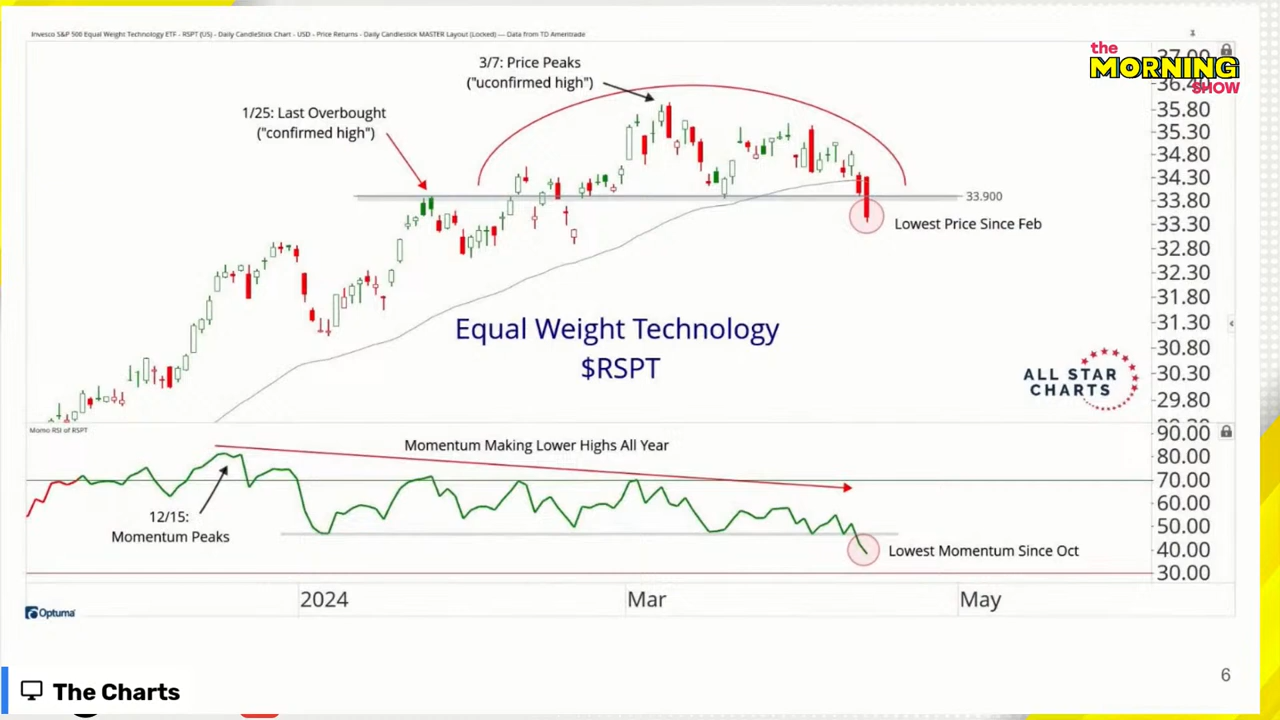 Invesco S&P 500 Equal Weight Technology ETF - RSPT (US) - Daily CandleStick Chart - USD - Price Returns - Daily Candlestick MASTER Layout (Locked) — Data from TD Ameritrade
the
MORNING
SHOW
3/7: Price Peaks
("uconfirmed high")
1/25: Last Overbought
("confirmed high")
37.00
36.40
35.80
35.30
34.80
34.30
33.900
33.80
Lowest Price Since Feb
33.30
32.80
32.30
31.80
31.30
30.80
30.30
29.80
Equal Weight Technology
$RSPT
ALL STAR
CHARTS
Momo RSI of RSPT
Momentum Making Lower Highs All Year
12/15:
Momentum Peaks
Lowest Momentum Since Oct
90.00
80.00
70.00
60.00
50.00
40.00
30.00
2024
Mar
May
Optuma
6
The Charts